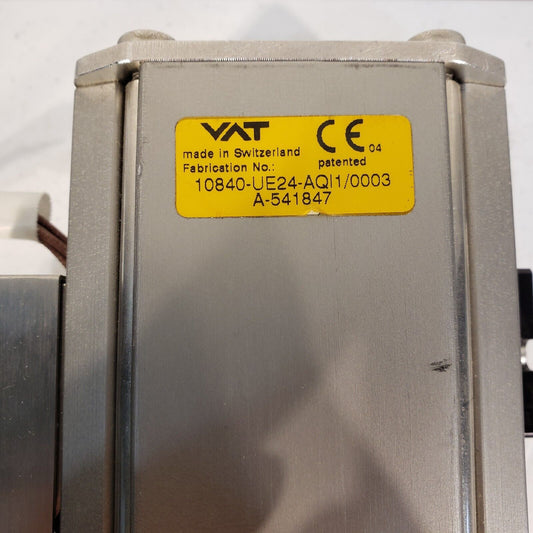 VAT
CE 04
made in Switzerland
patented
Fabrication No.:
10840-UE24-AQI1/0003
A-541847